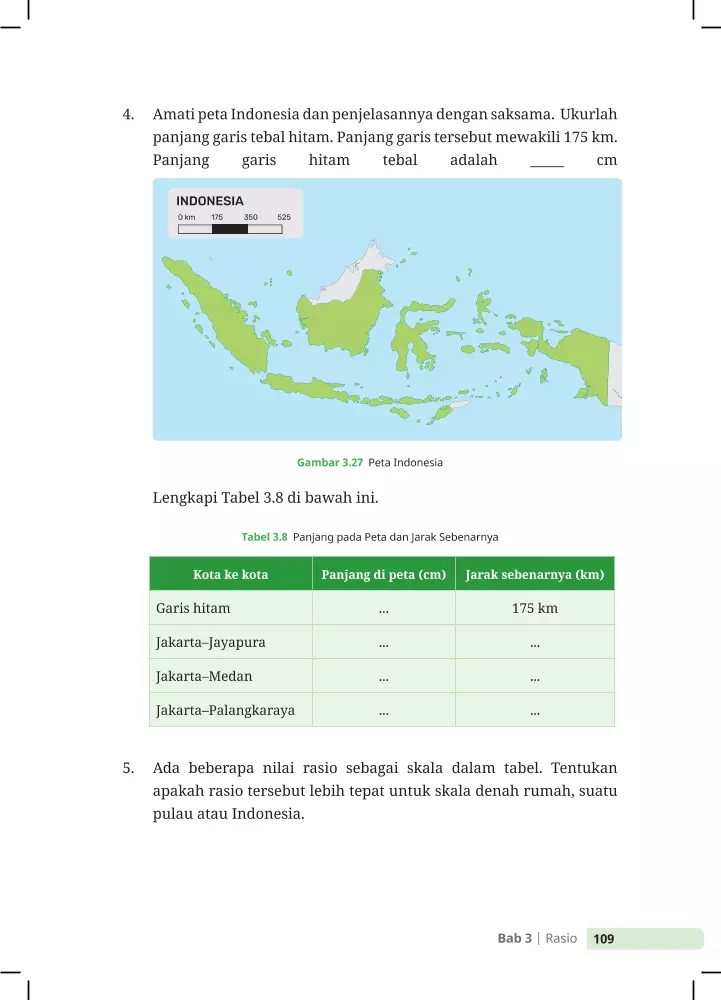 4. Amati peta Indonesia dan penjelasannya dengan saksama. Ukurlah
panjang garis tebal hitam. Panjang garis tersebut mewakili 175 km.
Panjang garis hitam tebal adalah _____ cm
INDONESIA
0 km 175 350 525
Gambar 3.27 Peta Indonesia
Lengkapi Tabel 3.8 di bawah ini.
Tabel 3.8 Panjang pada Peta dan Jarak Sebenarnya
Kota ke kota Panjang di peta (cm) Jarak sebenarnya (km)
Garis hitam ... 175 km
Jakarta–Jayapura ... ...
Jakarta–Medan ... ...
Jakarta–Palangkaraya ... ...
5. Ada beberapa nilai rasio sebagai skala dalam tabel. Tentukan
apakah rasio tersebut lebih tepat untuk skala denah rumah, suatu
pulau atau Indonesia.
Bab 3 | Rasio 109